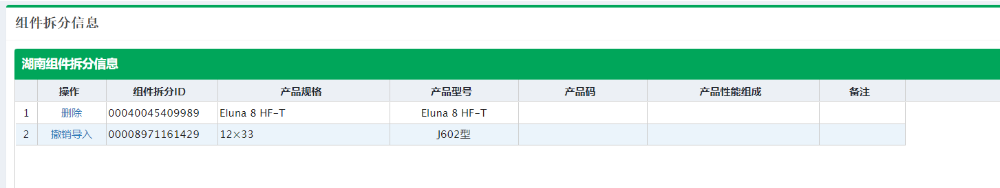 组件拆分信息
湖南组件拆分信息
操作 组件拆分ID 产品规格 产品型号 产品码 产品性能组成 备注
1 删除 00040045409989 Eluna 8 HF-T Eluna 8 HF-T
2 撤销导入 00008971161429 12×33 J602型